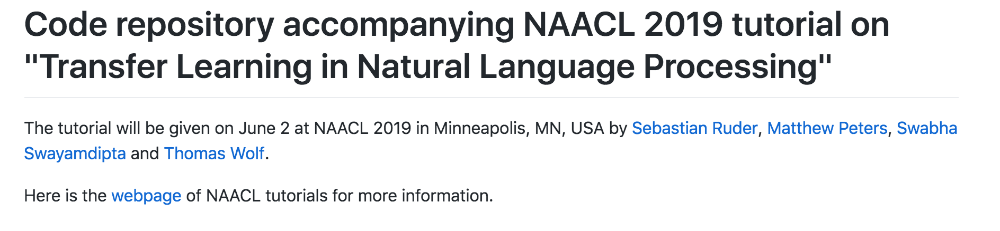 Code repository accompanying NAACL 2019 tutorial on
"Transfer Learning in Natural Language Processing"
The tutorial will be given on June 2 at NAACL 2019 in Minneapolis, MN, USA by Sebastian Ruder, Matthew Peters, Swabha
Swayamdipta and Thomas Wolf.
Here is the webpage of NAACL tutorials for more information.